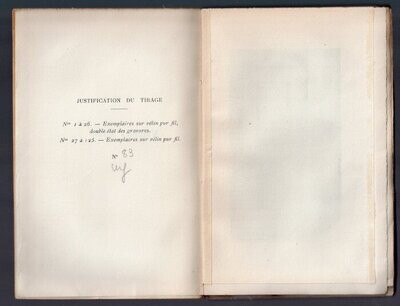 JUSTIFICATION DU TIRAGE
Nos 1 à 26. — Exemplaires sur vélin pur fil,
double état des gravures.
Nos 27 à 125. — Exemplaires sur vélin pur fil.
No 83